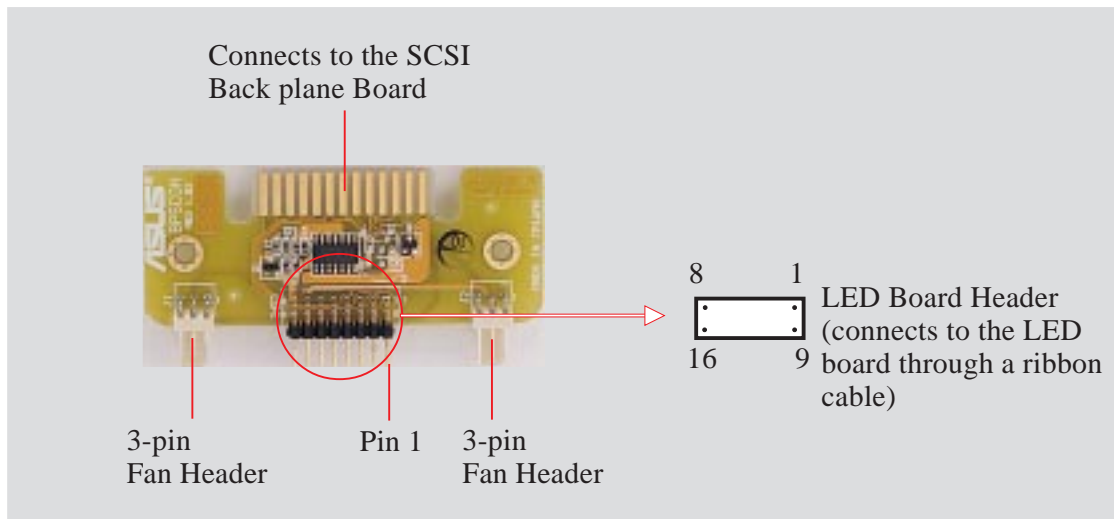 Connects to the SCSI
Back plane Board
ASUS
8 1
LED Board Header
(connects to the LED
board through a ribbon
cable)
16 9
3-pin
Fan Header
Pin 1
3-pin
Fan Header